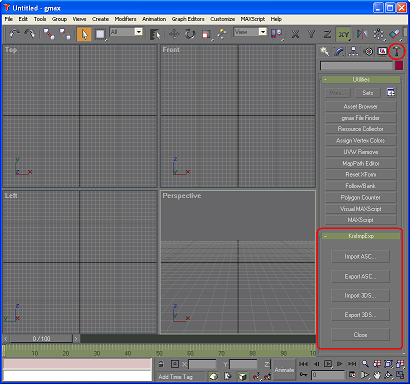 Untitled - gmax
File Edit Tools Group Views Create Modifiers Animation Graph Editors Customize MAXScript Help
All
View
XY
Top
Front
Left
Perspective
Utilities
More...
Sets
Asset Browser
gmax File Finder
Resource Collector
Assign Vertex Colors
UVW Remove
MapPath Editor
Reset XForm
Follow/Bank
Polygon Counter
Visual MAXScript
MAXScript
Import ASC...
Export ASC...
Import 3DS...
Export 3DS...
Close
0 / 100
0 10 20 30 40 50 60 70 80 90 100
X: Y: Z:
Animate
Add Time Tag
0